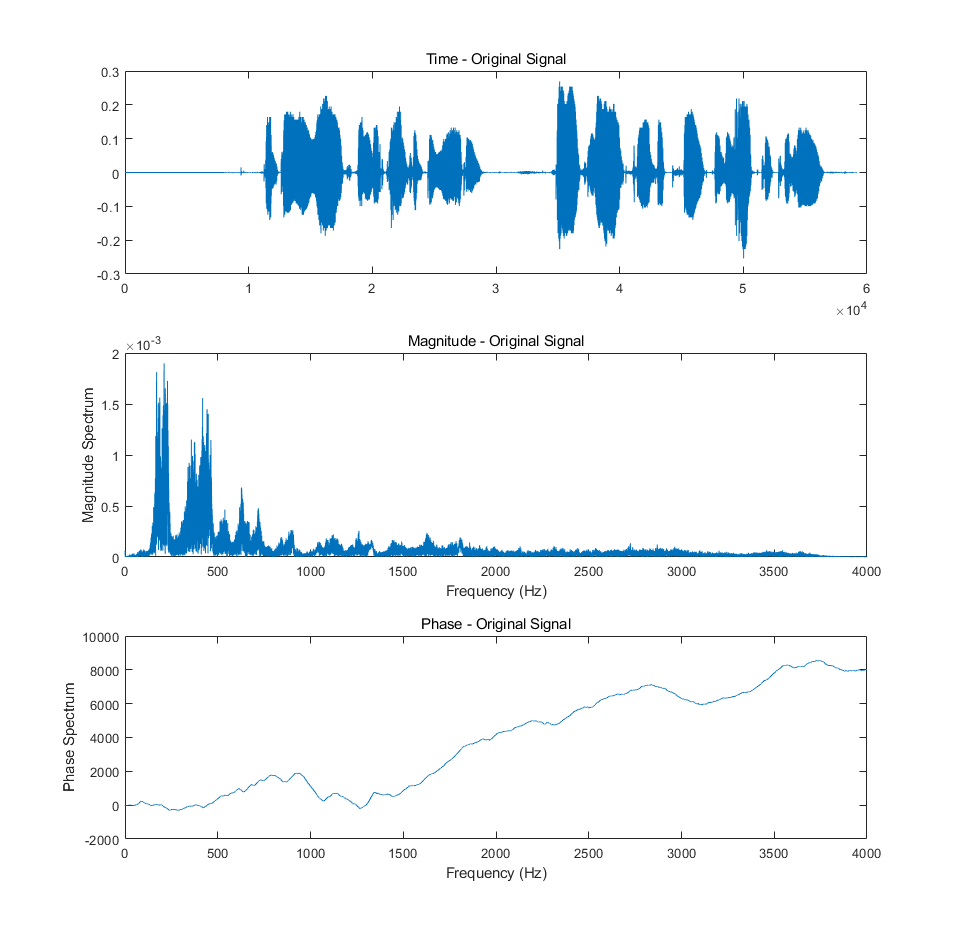 Time - Original Signal
0.3
0.2
0.1
0
-0.1
-0.2
-0.3
0 1 2 3 4 5 6
×10^4
Magnitude - Original Signal
×10^-3
2
1.5
1
0.5
0
Magnitude Spectrum
0 500 1000 1500 2000 2500 3000 3500 4000
Frequency (Hz)
Phase - Original Signal
10000
8000
6000
4000
2000
0
-2000
Phase Spectrum
0 500 1000 1500 2000 2500 3000 3500 4000
Frequency (Hz)